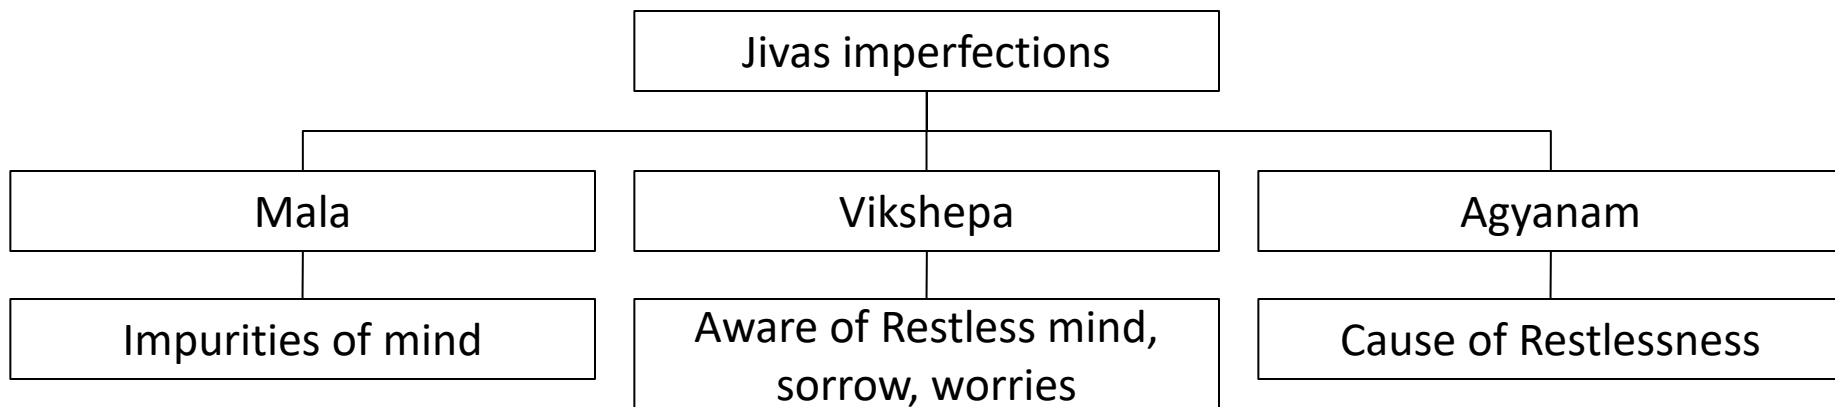 Jivas imperfections
Mala
Vikshepa
Agyanam
Impurities of mind
Aware of Restless mind,
sorrow, worries
Cause of Restlessness